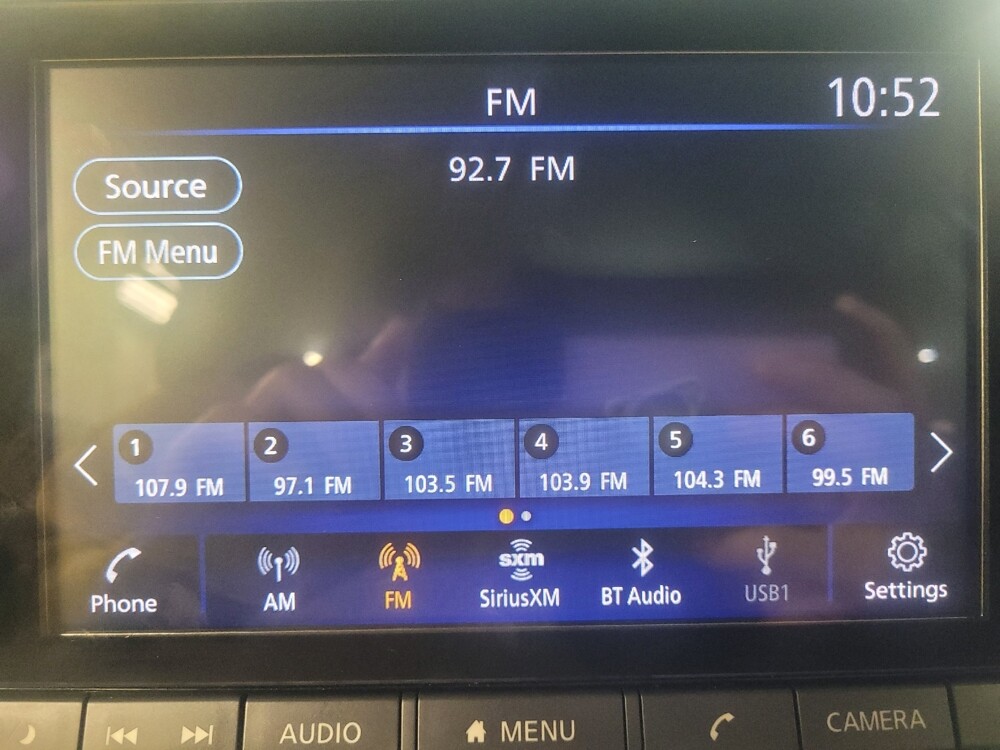 FM
10:52
92.7 FM
Source
FM Menu
1
107.9 FM
2
97.1 FM
3
103.5 FM
4
103.9 FM
5
104.3 FM
6
99.5 FM
Phone
AM
FM
sxm
SiriusXM
BT Audio
USB1
Settings
AUDIO
MENU
CAMERA